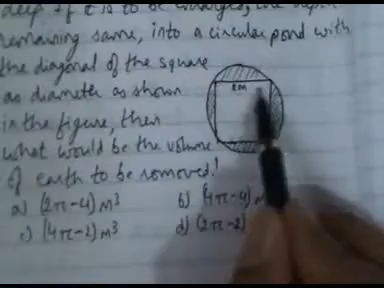 deep. If it is to be changed, the depth
remaining same, into a circular pond with
the diagonal of the square
as diameter as shown
in the figure, then
what would be the volume
of earth to be removed?
2M
a) (2π-4)M³
b) (4π-4)M
c) (4π-2)M³
d) (2π-2)